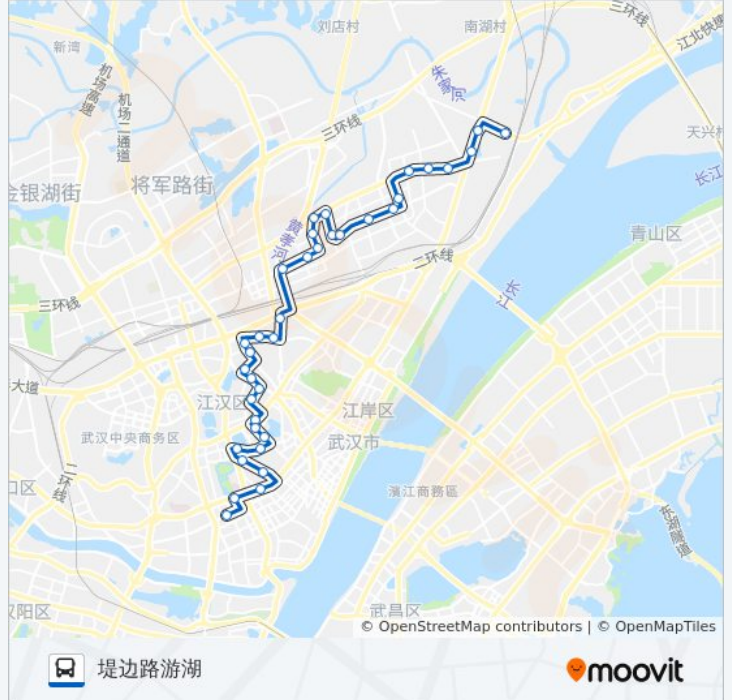 刘店村
南湖村
三环线
江北快速
新湾
机场高速
机场二通道
朱家河
三环线
天兴村
长江
金银湖街
将军路街
黄孝河
青山区
二环线
长江
三环线
大道
江汉区
江岸区
武汉市
武汉中央商务区
二环线
口区
滨江商務區
东湖隧道
汉阳区
武昌区
© OpenStreetMap contributors | © OpenMapTiles
堤边路游湖
moovit